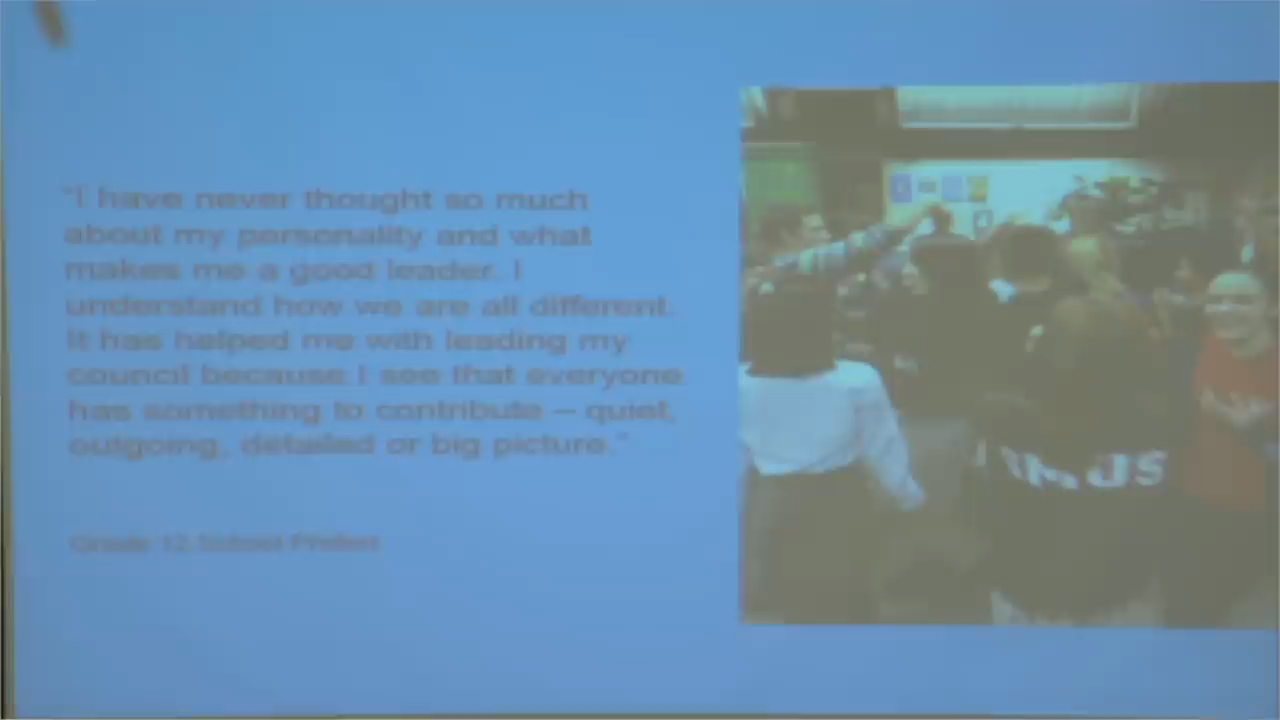 "I have never thought so much
about my personality and what
makes me a good leader. I
understand how we are all different.
It has helped me with leading my
council because I see that everyone
has something to contribute – quiet,
outgoing, detailed or big picture."
Grade 12 School Prefect